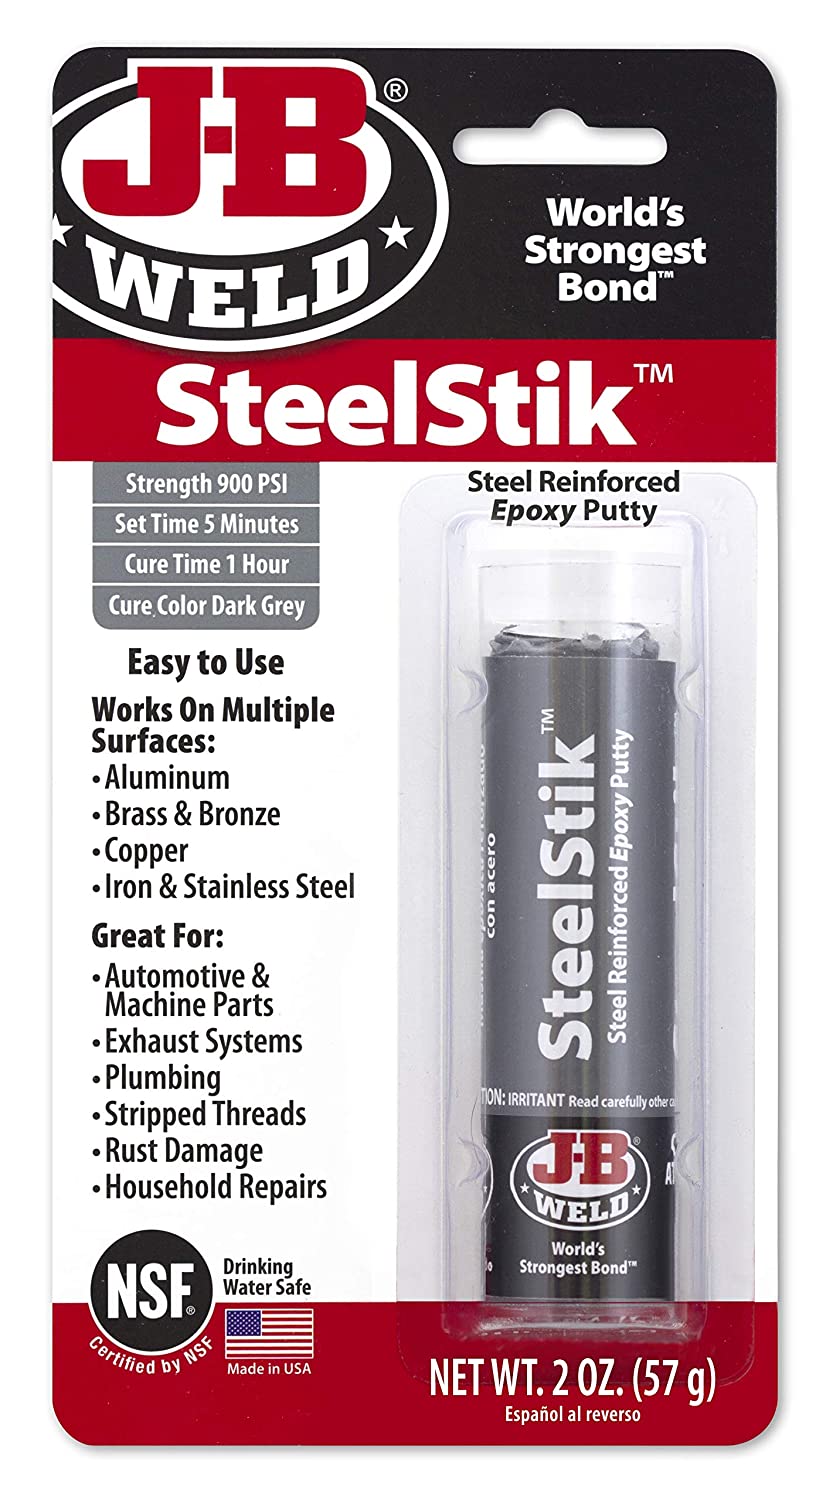 J-B®
WELD
World's
Strongest
Bond™
SteelStik™
Strength 900 PSI
Set Time 5 Minutes
Cure Time 1 Hour
Cure Color Dark Grey
Steel Reinforced
Epoxy Putty
Easy to Use
Works On Multiple
Surfaces:
•Aluminum
•Brass & Bronze
•Copper
•Iron & Stainless Steel
Great For:
•Automotive &
Machine Parts
•Exhaust Systems
•Plumbing
•Stripped Threads
•Rust Damage
•Household Repairs
con acero
SteelStik™
Steel Reinforced Epoxy Putty
IRRITANT Read carefully other
J-B®
WELD
World's
Strongest Bond™
NSF®
Certified by NSF
Drinking
Water Safe
Made in USA
NET WT. 2 OZ. (57 g)
Español al reverso